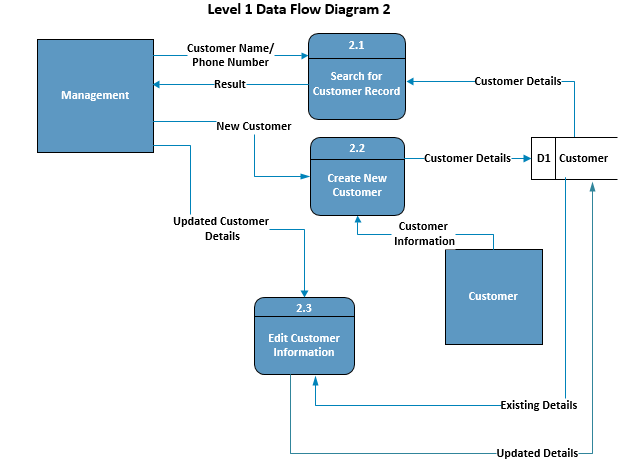 Level 1 Data Flow Diagram 2
Management
Customer Name/
Phone Number
Result
2.1
Search for
Customer Record
Customer Details
New Customer
2.2
Create New
Customer
Customer Details
D1 Customer
Updated Customer
Details
Customer
Information
Customer
2.3
Edit Customer
Information
Existing Details
Updated Details